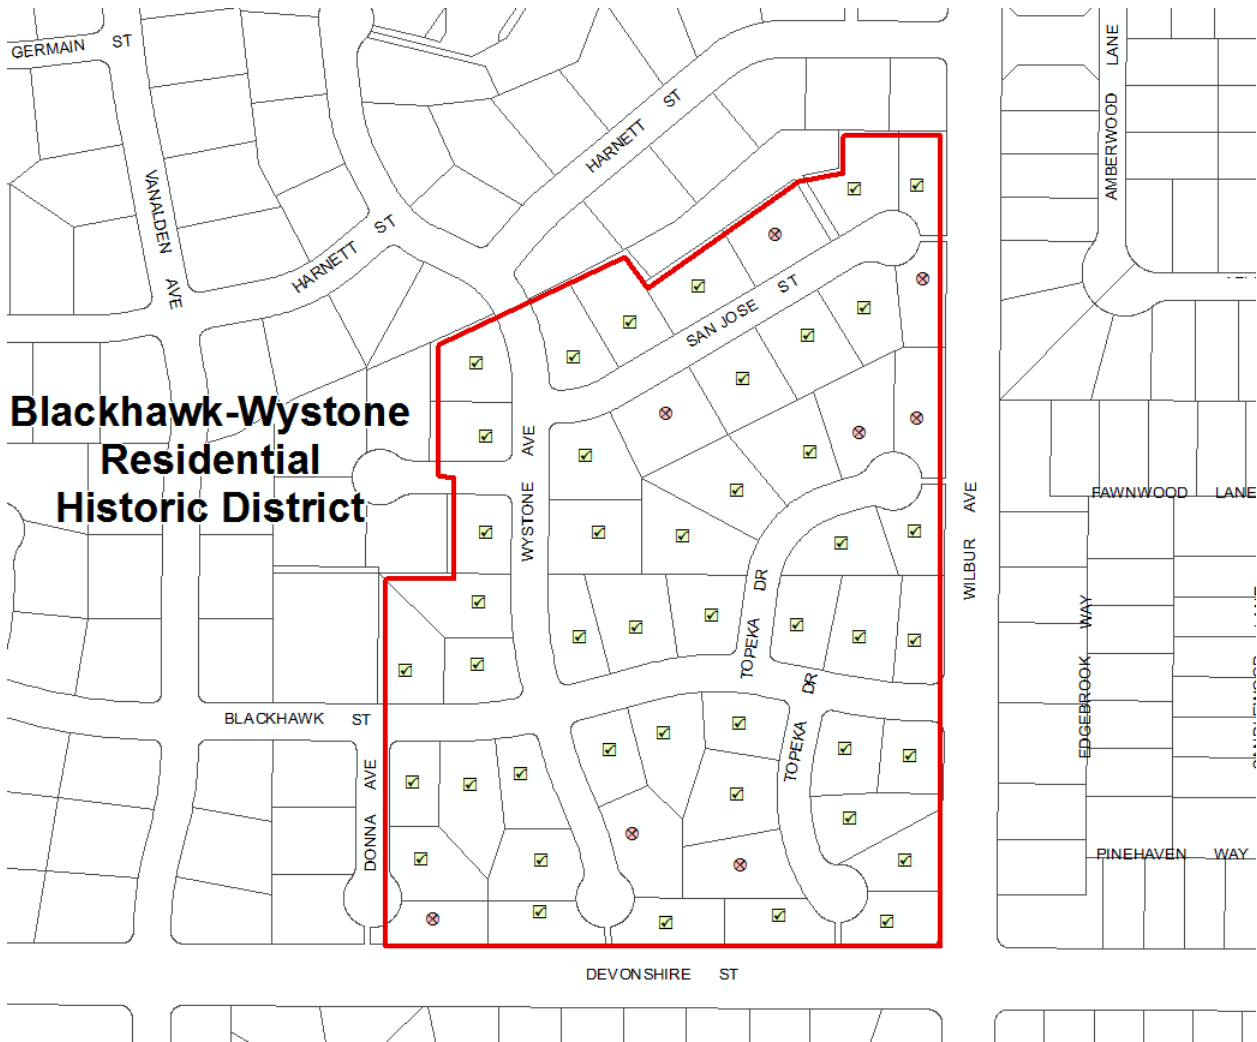 GERMAIN ST
VANALDEN AVE
HARNETT ST
HARNETT ST
AMBERWOOD LANE
SAN JOSE ST
Blackhawk-Wystone
Residential
Historic District
WYSTONE AVE
WILBUR AVE
FAWNWOOD LANE
TOPEKA DR
TOPEKA DR
EDGEBROOK WAY
BLACKHAWK ST
DONNA AVE
PINEHAVEN WAY
DEVONSHIRE ST